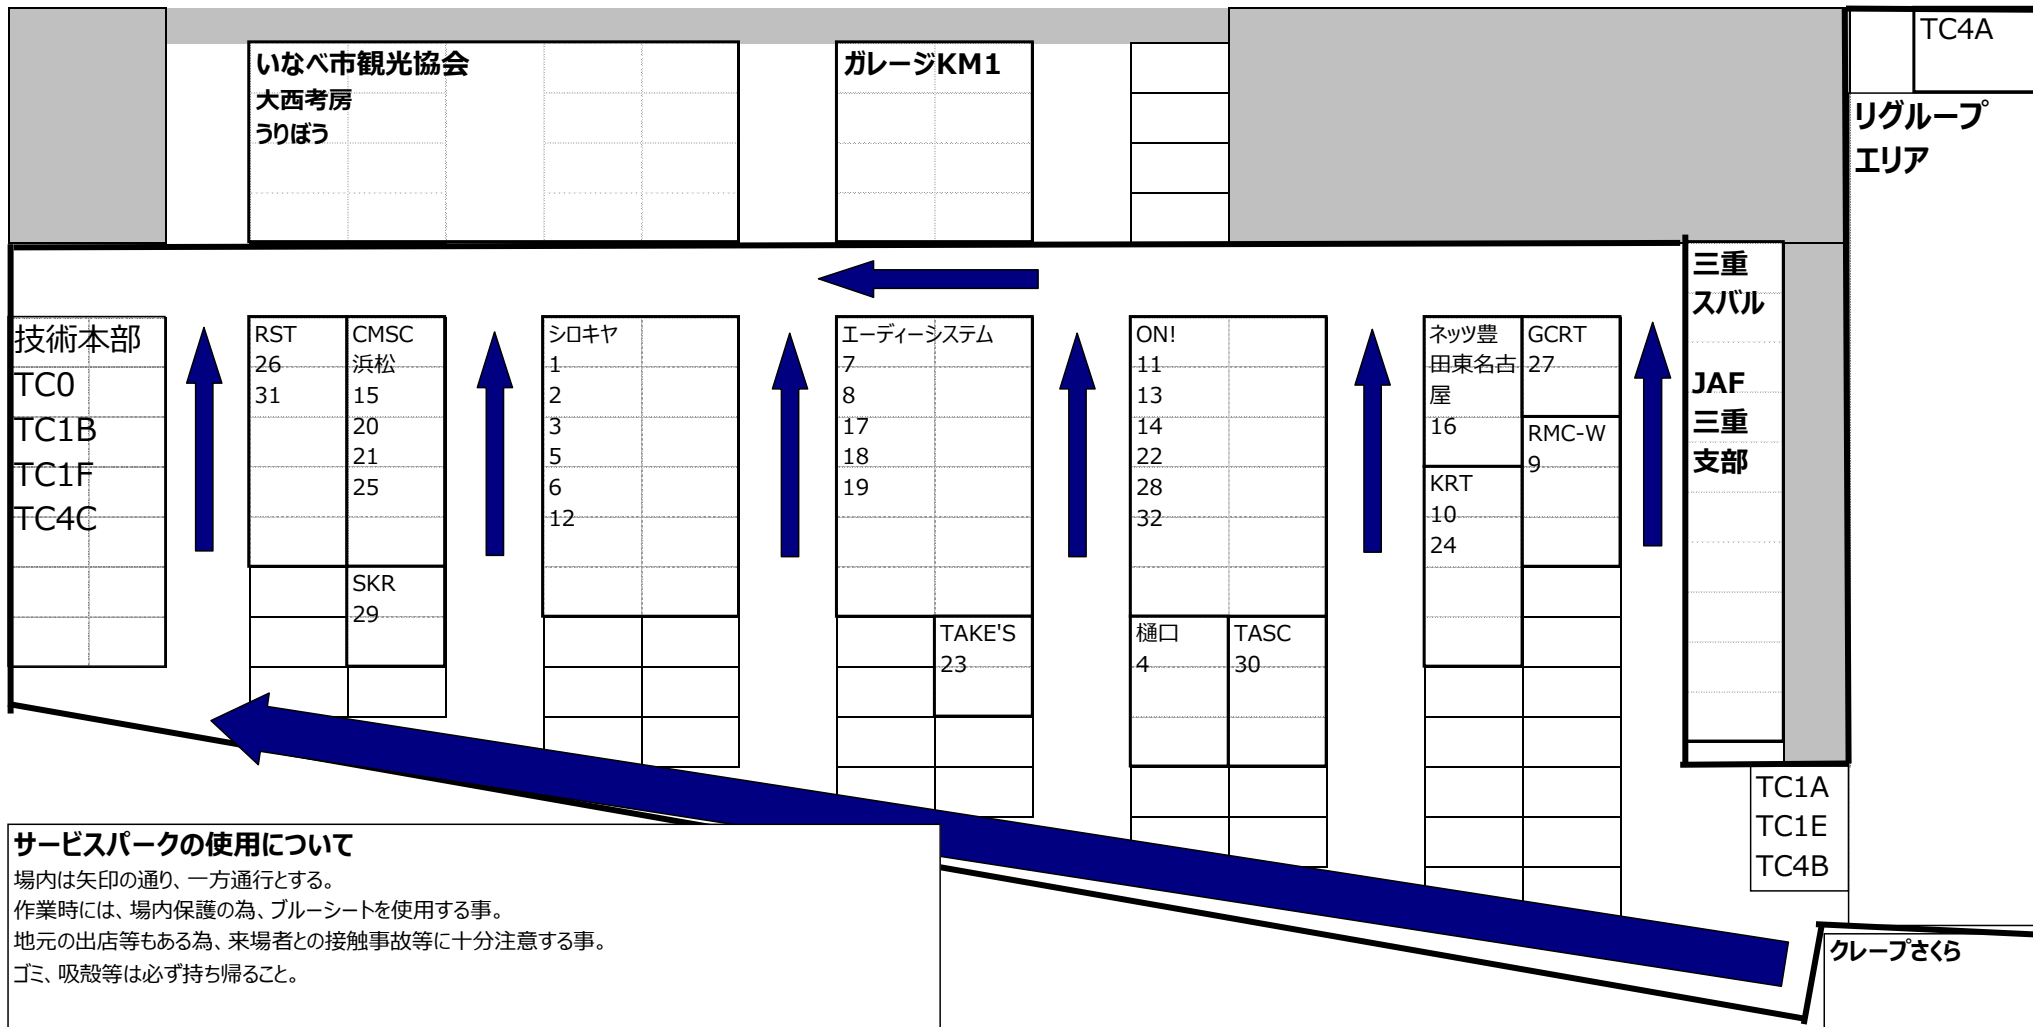 TC4A
いなべ市観光協会
大西考房
うりぼう
ガレージKM1
リグループ
エリア
三重
スバル
JAF
三重
支部
技術本部
TC0
TC1B
TC1F
TC4C
RST
26
31
CMSC
浜松
15
20
21
25
SKR
29
シロキヤ
1
2
3
5
6
12
エーディーシステム
7
8
17
18
19
TAKE'S
23
ON!
11
13
14
22
28
32
樋口
4
TASC
30
ネッツ豊
田東名古
屋
16
KRT
10
24
GCRT
27
RMC-W
9
TC1A
TC1E
TC4B
クレープさくら
サービスパークの使用について
場内は矢印の通り、一方通行とする。
作業時には、場内保護の為、ブルーシートを使用する事。
地元の出店等もある為、来場者との接触事故等に十分注意する事。
ゴミ、吸殻等は必ず持ち帰ること。